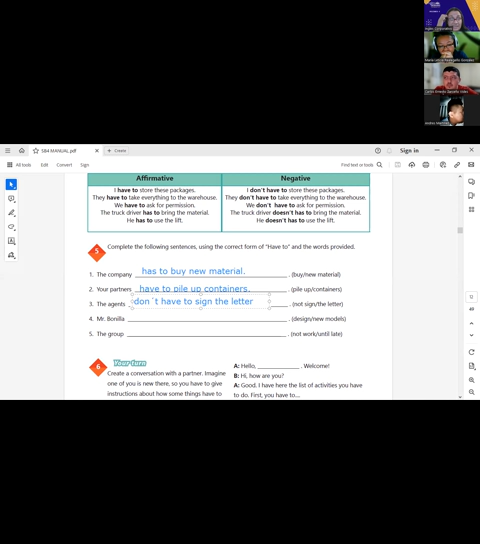 SB4 MANUAL.pdf
+ Create
Sign in
All tools Edit Convert Sign
Find text or tools
Affirmative Negative
I have to store these packages. I don't have to store these packages.
They have to take everything to the warehouse. They don't have to take everything to the warehouse.
We have to ask for permission. We don't have to ask for permission.
The truck driver has to bring the material. The truck driver doesn't has to bring the material.
He has to use the lift. He doesn't has to use the lift.
5 Complete the following sentences, using the correct form of "Have to" and the words provided.
1. The company has to buy new material. . (buy/new material)
2. Your partners have to pile up containers. . (pile up/containers)
3. The agents don´t have to sign the letter . (not sign/the letter)
4. Mr. Bonilla . (design/new models)
5. The group . (not work/until late)
6 Your turn
Create a conversation with a partner. Imagine
one of you is new there, so you have to give
instructions about how some things have to
A: Hello, . Welcome!
B: Hi, how are you?
A: Good. I have here the list of activities you have
to do. First, you have to...
12